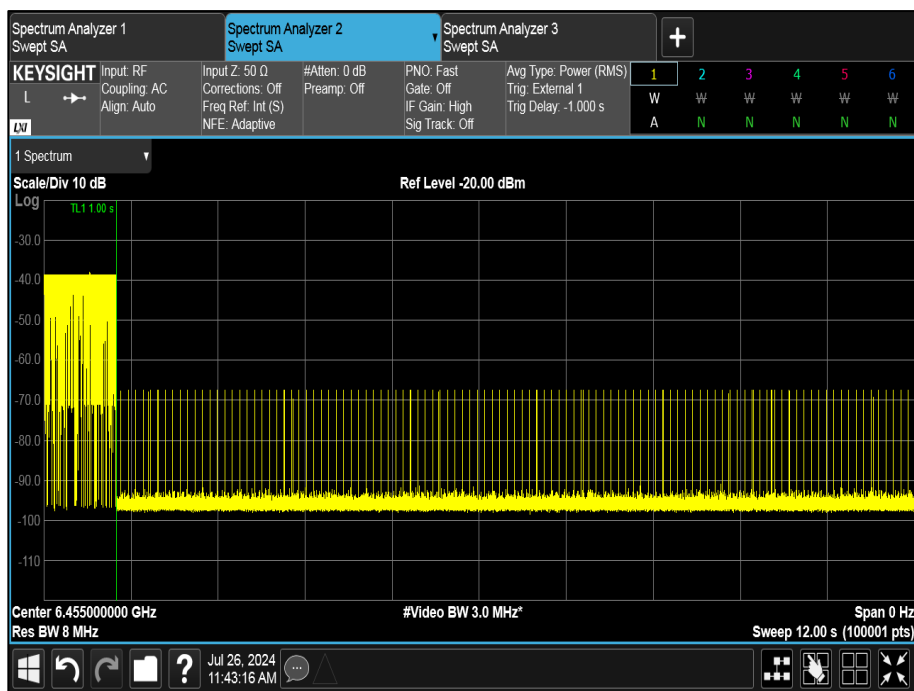 Spectrum Analyzer 1
Swept SA
Spectrum Analyzer 2
Swept SA
Spectrum Analyzer 3
Swept SA
+
KEYSIGHT
L
LXI
Input: RF
Coupling: AC
Align: Auto
Input Z: 50 Ω
Corrections: Off
Freq Ref: Int (S)
NFE: Adaptive
#Atten: 0 dB
Preamp: Off
PNO: Fast
Gate: Off
IF Gain: High
Sig Track: Off
Avg Type: Power (RMS)
Trig: External 1
Trig Delay: -1.000 s
1 2 3 4 5 6
W W W W W W
A N N N N N
1 Spectrum
Scale/Div 10 dB
Ref Level -20.00 dBm
Log
TL1 1.00 s
-30.0
-40.0
-50.0
-60.0
-70.0
-80.0
-90.0
-100
-110
Center 6.455000000 GHz
#Video BW 3.0 MHz*
Span 0 Hz
Res BW 8 MHz
Sweep 12.00 s (100001 pts)
?
Jul 26, 2024
11:43:16 AM